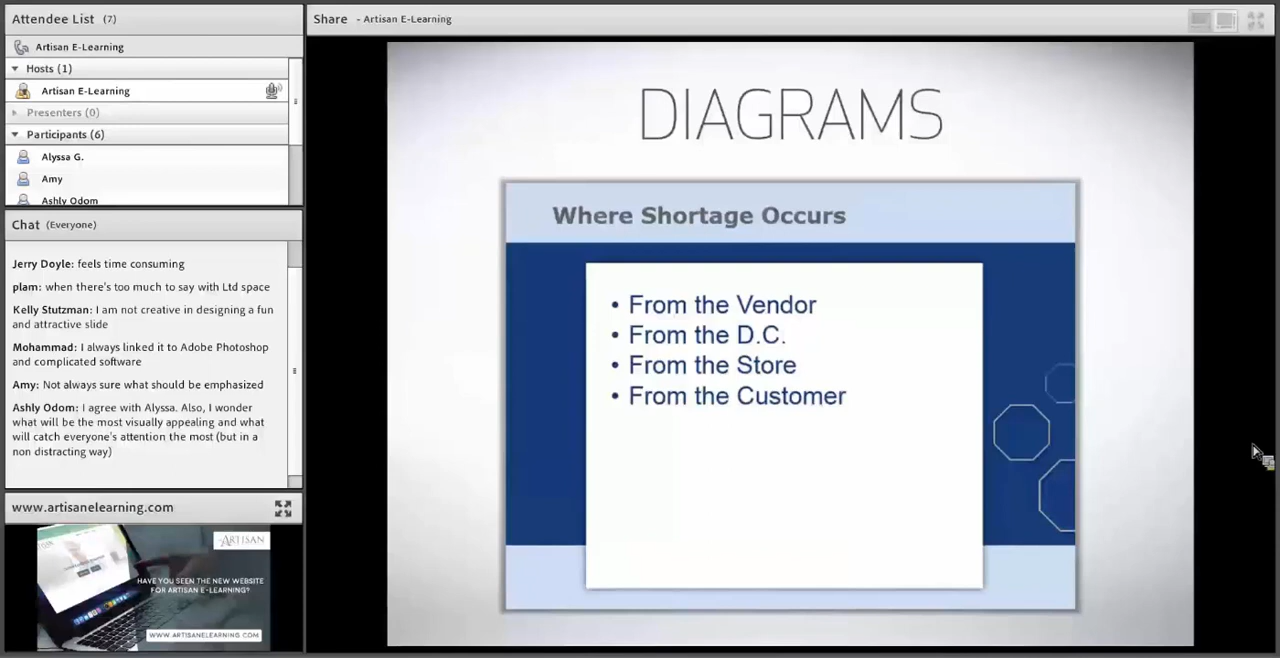 Attendee List (7)
Artisan E-Learning
Hosts (1)
Artisan E-Learning
Presenters (0)
Participants (6)
Alyssa G.
Amy
Ashly Odom
Chat (Everyone)
Jerry Doyle: feels time consuming
plam: when there's too much to say with Ltd space
Kelly Stutzman: I am not creative in designing a fun
and attractive slide
Mohammad: I always linked it to Adobe Photoshop
and complicated software
Amy: Not always sure what should be emphasized
Ashly Odom: I agree with Alyssa. Also, I wonder
what will be the most visually appealing and what
will catch everyone's attention the most (but in a
non distracting way)
www.artisanelearning.com
ARTISAN
HAVE YOU SEEN THE NEW WEBSITE
FOR ARTISAN E-LEARNING?
WWW.ARTISANELEARNING.COM
Share - Artisan E-Learning
DIAGRAMS
Where Shortage Occurs
• From the Vendor
• From the D.C.
• From the Store
• From the Customer